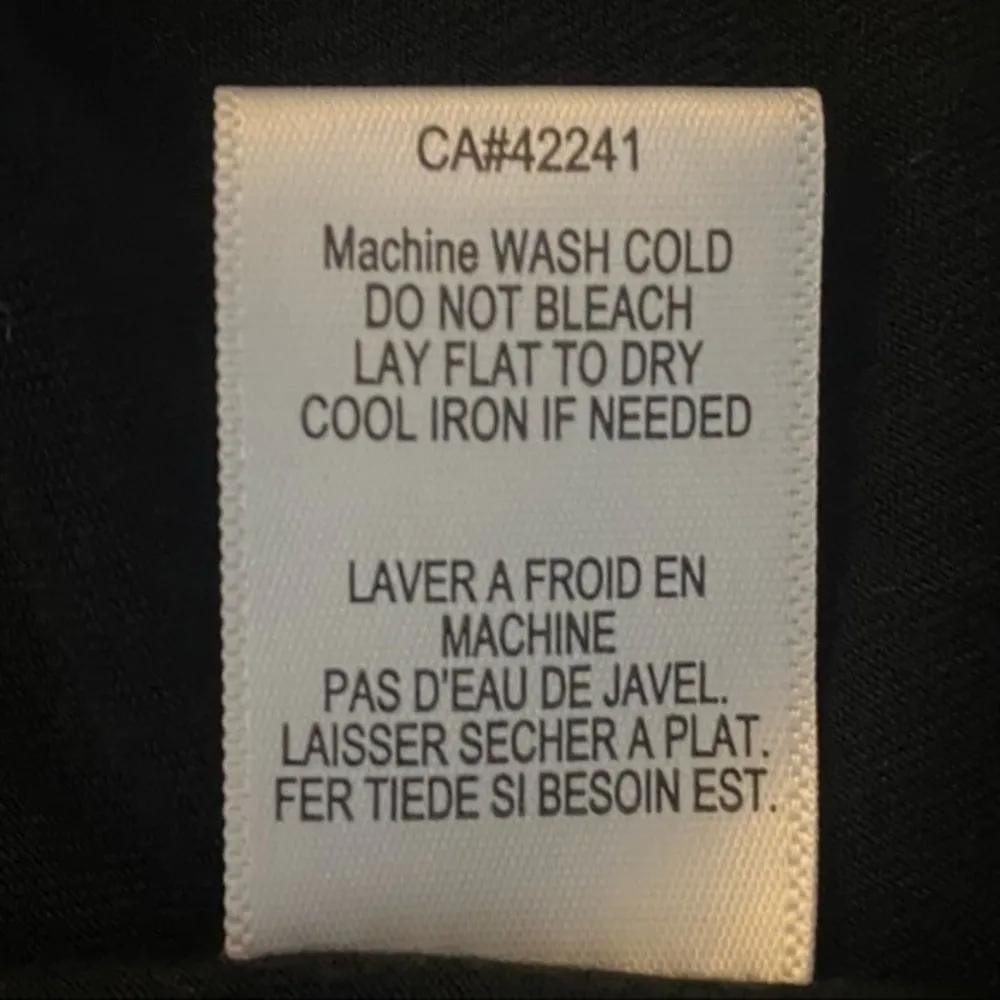 CA#42241
Machine WASH COLD
DO NOT BLEACH
LAY FLAT TO DRY
COOL IRON IF NEEDED
LAVER A FROID EN
MACHINE
PAS D'EAU DE JAVEL.
LAISSER SECHER A PLAT.
FER TIEDE SI BESOIN EST.